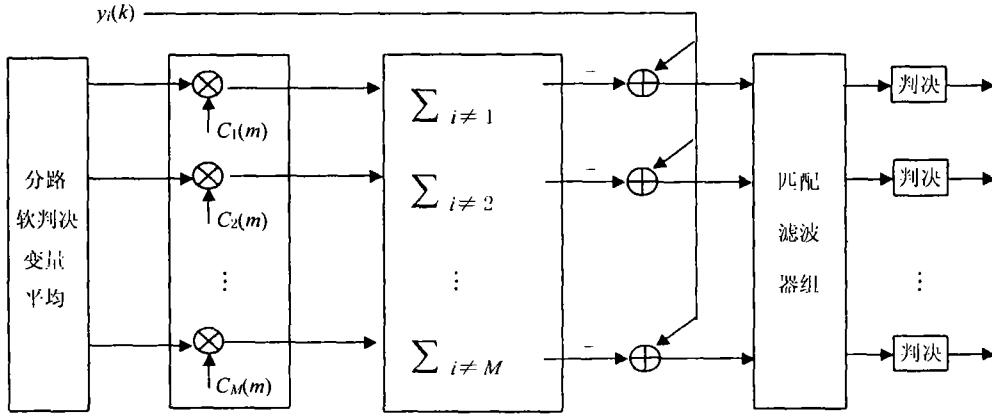 yᵢ(k)
分路
软判决
变量
平均
C₁(m)
C₂(m)
⋮
C_M(m)
∑ i≠1
∑ i≠2
⋮
∑ i≠M
−
−
−
匹配
滤波
器组
判决
判决
⋮
判决